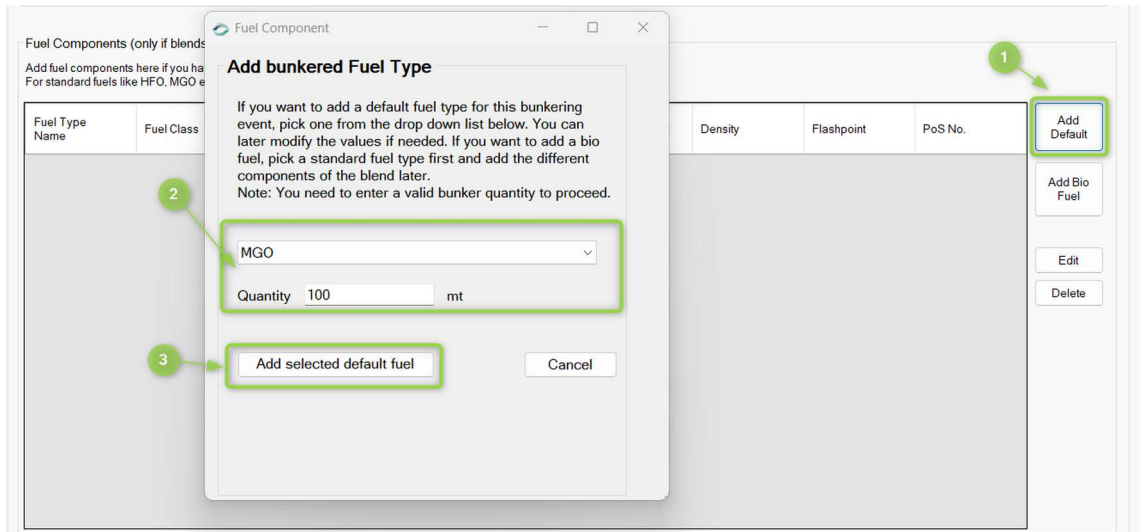 Fuel Component
Fuel Components (only if blends
Add fuel components here if you ha
For standard fuels like HFO, MGO e
1
Add bunkered Fuel Type
If you want to add a default fuel type for this bunkering
event, pick one from the drop down list below. You can
later modify the values if needed. If you want to add a bio
fuel, pick a standard fuel type first and add the different
components of the blend later.
Note: You need to enter a valid bunker quantity to proceed.
Fuel Type
Name
Fuel Class
Density
Flashpoint
PoS No.
Add
Default
Add Bio
Fuel
Edit
Delete
2
MGO
Quantity 100 mt
3
Add selected default fuel
Cancel